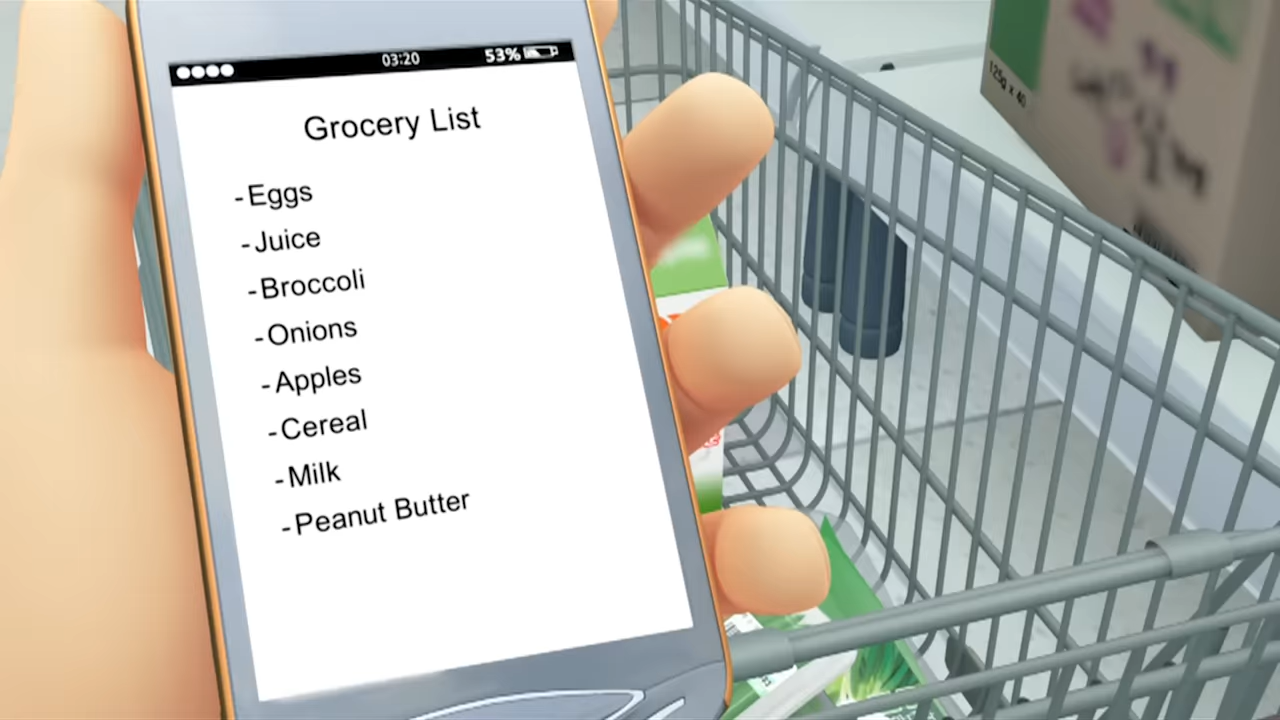 03:20 53%
Grocery List
-Eggs
-Juice
-Broccoli
-Onions
-Apples
-Cereal
-Milk
-Peanut Butter
125g x 40